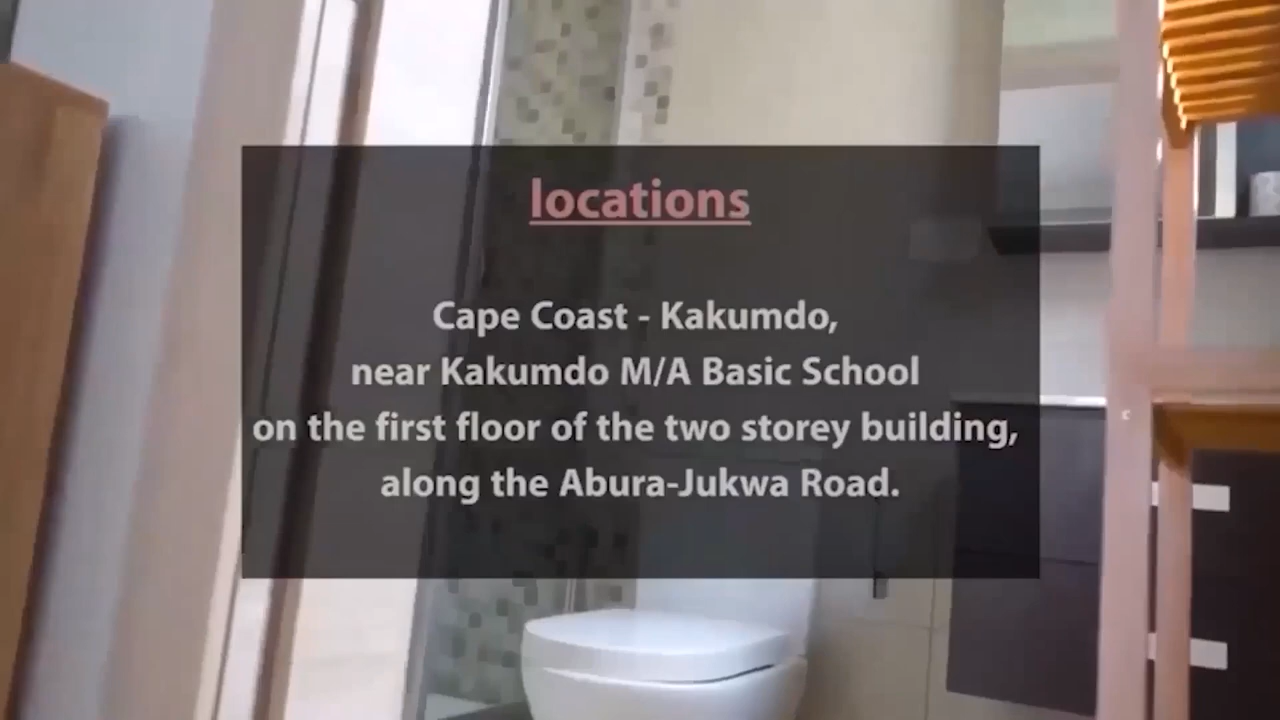 locations
Cape Coast - Kakumdo,
near Kakumdo M/A Basic School
on the first floor of the two storey building,
along the Abura-Jukwa Road.